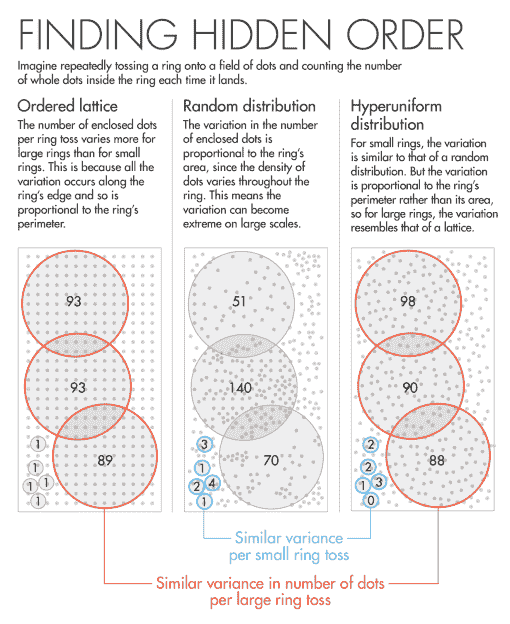 FINDING HIDDEN ORDER
Imagine repeatedly tossing a ring onto a field of dots and counting the number
of whole dots inside the ring each time it lands.
Ordered lattice
The number of enclosed dots
per ring toss varies more for
large rings than for small
rings. This is because all the
variation occurs along the
ring's edge and so is
proportional to the ring's
perimeter.
Random distribution
The variation in the number
of enclosed dots is
proportional to the ring's
area, since the density of
dots varies throughout the
ring. This means the
variation can become
extreme on large scales.
Hyperuniform
distribution
For small rings, the variation
is similar to that of a random
distribution. But the variation
is proportional to the ring's
perimeter rather than its area,
so for large rings, the variation
resembles that of a lattice.
93
93
89
1
1
1 1
1
51
140
70
3
1
2 4
1
98
90
88
2
2
1 3
0
Similar variance
per small ring toss
Similar variance in number of dots
per large ring toss